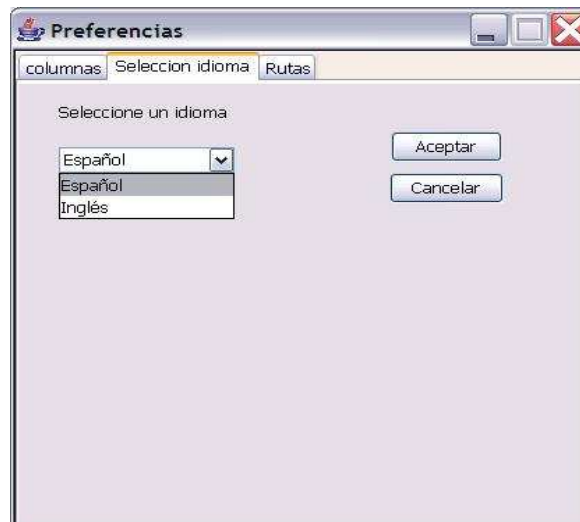 Preferencias
columnas Seleccion idioma Rutas
Seleccione un idioma
Español
Español
Inglés
Aceptar
Cancelar